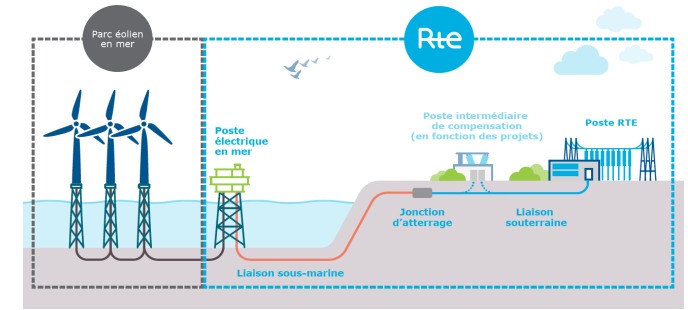 Parc éolien
en mer
Rte
Poste
électrique
en mer
Poste intermédiaire
de compensation
(en fonction des projets)
Poste RTE
Jonction
d'atterrage
Liaison
souterraine
Liaison sous-marine